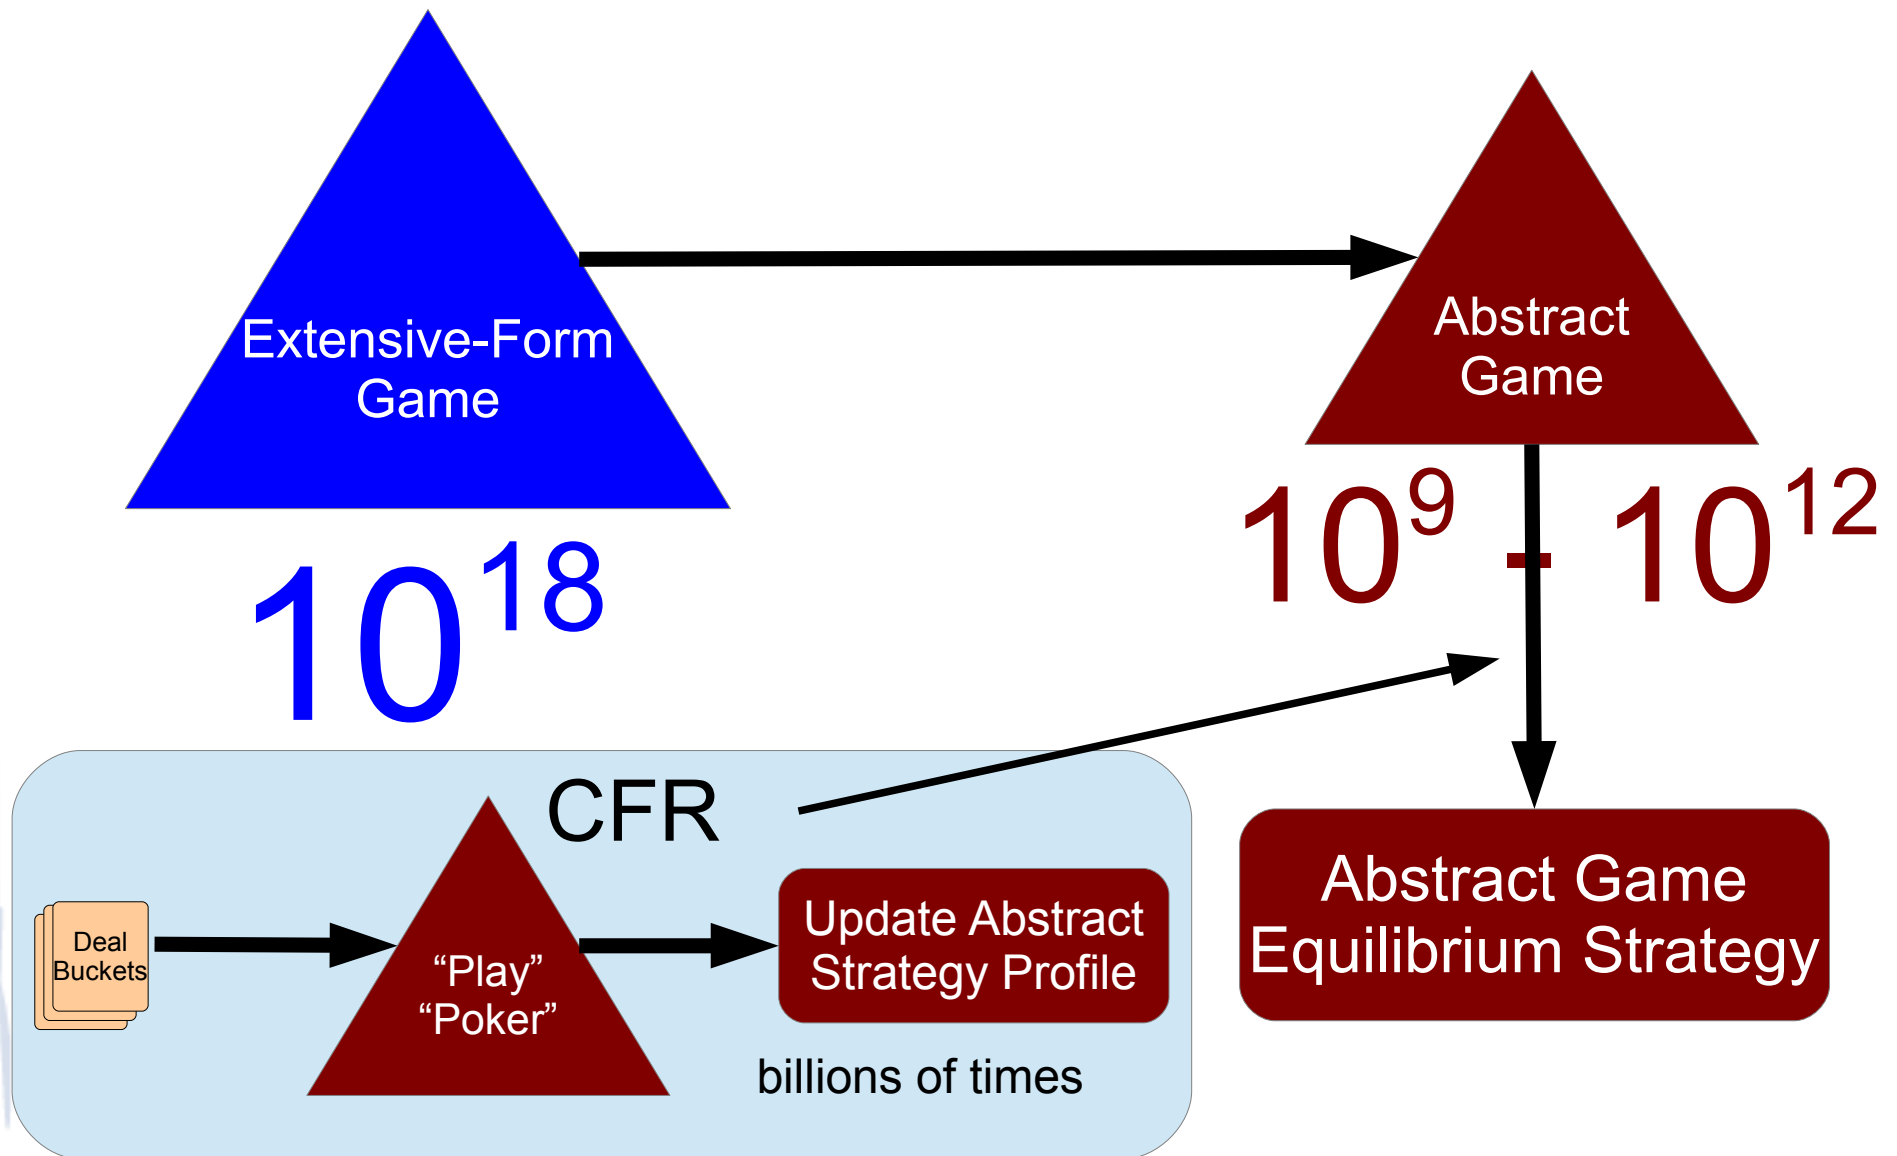 Extensive-Form
Game
10^18
Abstract
Game
10^9 - 10^12
CFR
Deal
Buckets
“Play”
“Poker”
Update Abstract
Strategy Profile
billions of times
Abstract Game
Equilibrium Strategy